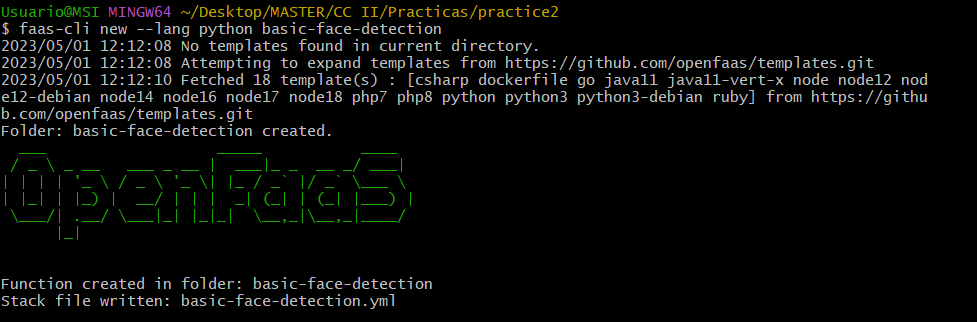 Usuario@MSI MINGW64 ~/Desktop/MASTER/CC II/Practicas/practice2
$ faas-cli new --lang python basic-face-detection
2023/05/01 12:12:08 No templates found in current directory.
2023/05/01 12:12:08 Attempting to expand templates from https://github.com/openfaas/templates.git
2023/05/01 12:12:10 Fetched 18 template(s) : [csharp dockerfile go java11 java11-vert-x node node12 nod
e12-debian node14 node16 node17 node18 php7 php8 python python3 python3-debian ruby] from https://githu
b.com/openfaas/templates.git
Folder: basic-face-detection created.
OpenFaaS
Function created in folder: basic-face-detection
Stack file written: basic-face-detection.yml